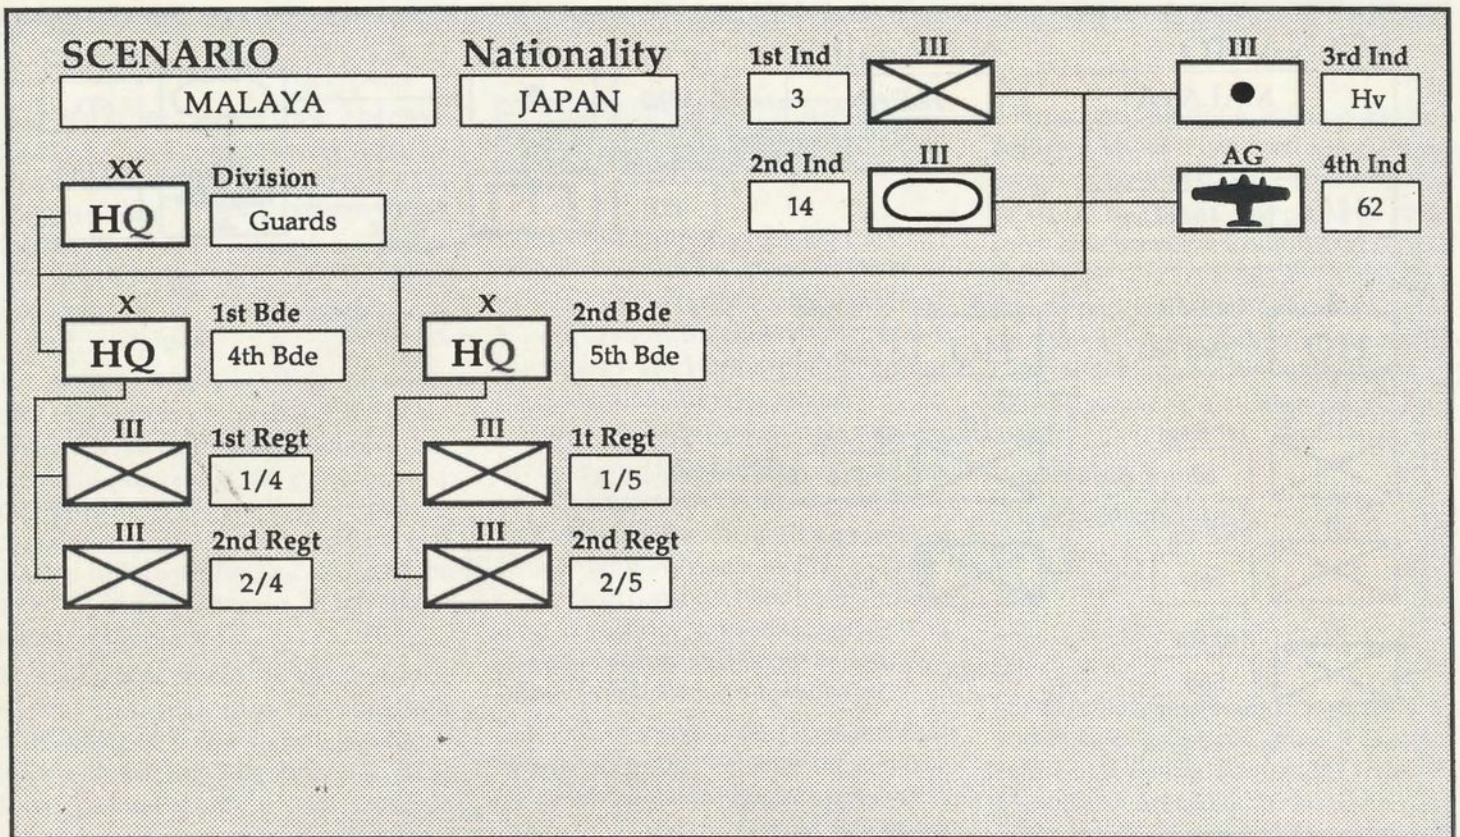 SCENARIO Nationality
MALAYA JAPAN
1st Ind III
3
III 3rd Ind
Hv
2nd Ind III
14
AG 4th Ind
62
XX Division
HQ Guards
X 1st Bde
HQ 4th Bde
X 2nd Bde
HQ 5th Bde
III 1st Regt
1/4
III 2nd Regt
2/4
III 1t Regt
1/5
III 2nd Regt
2/5